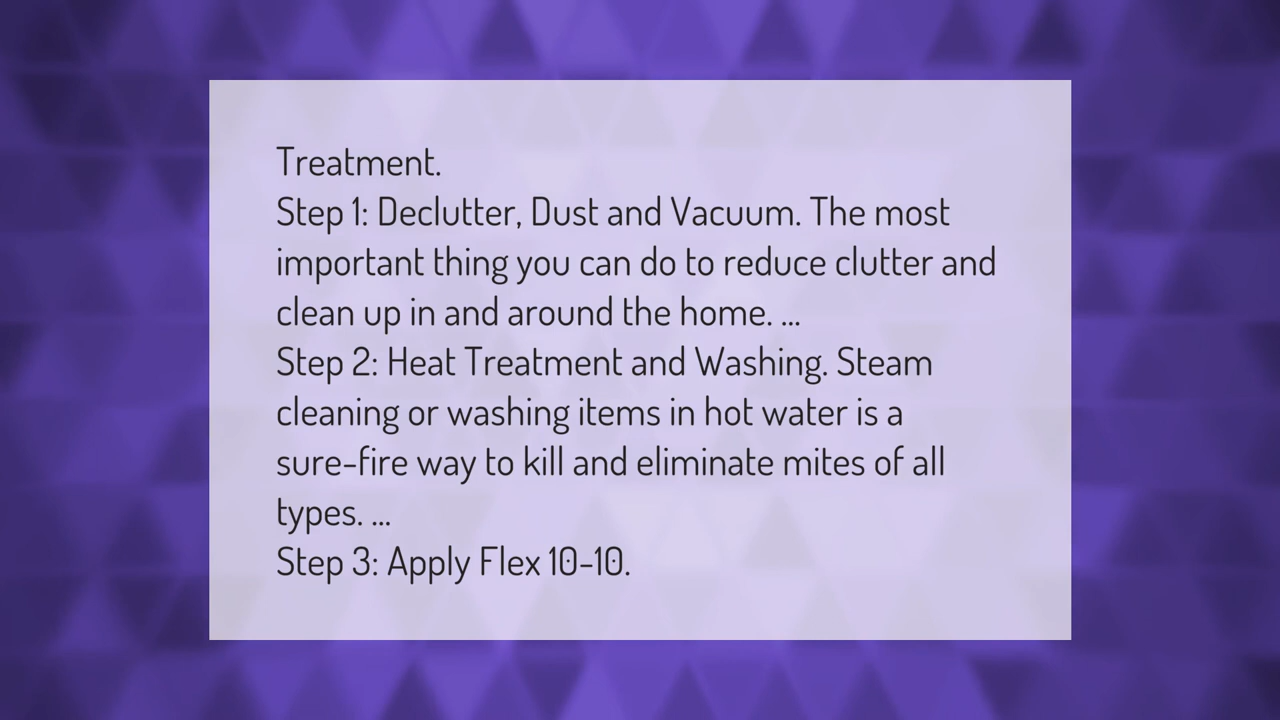 Treatment.
Step 1: Declutter, Dust and Vacuum. The most
important thing you can do to reduce clutter and
clean up in and around the home. ...
Step 2: Heat Treatment and Washing. Steam
cleaning or washing items in hot water is a
sure-fire way to kill and eliminate mites of all
types. ...
Step 3: Apply Flex 10-10.